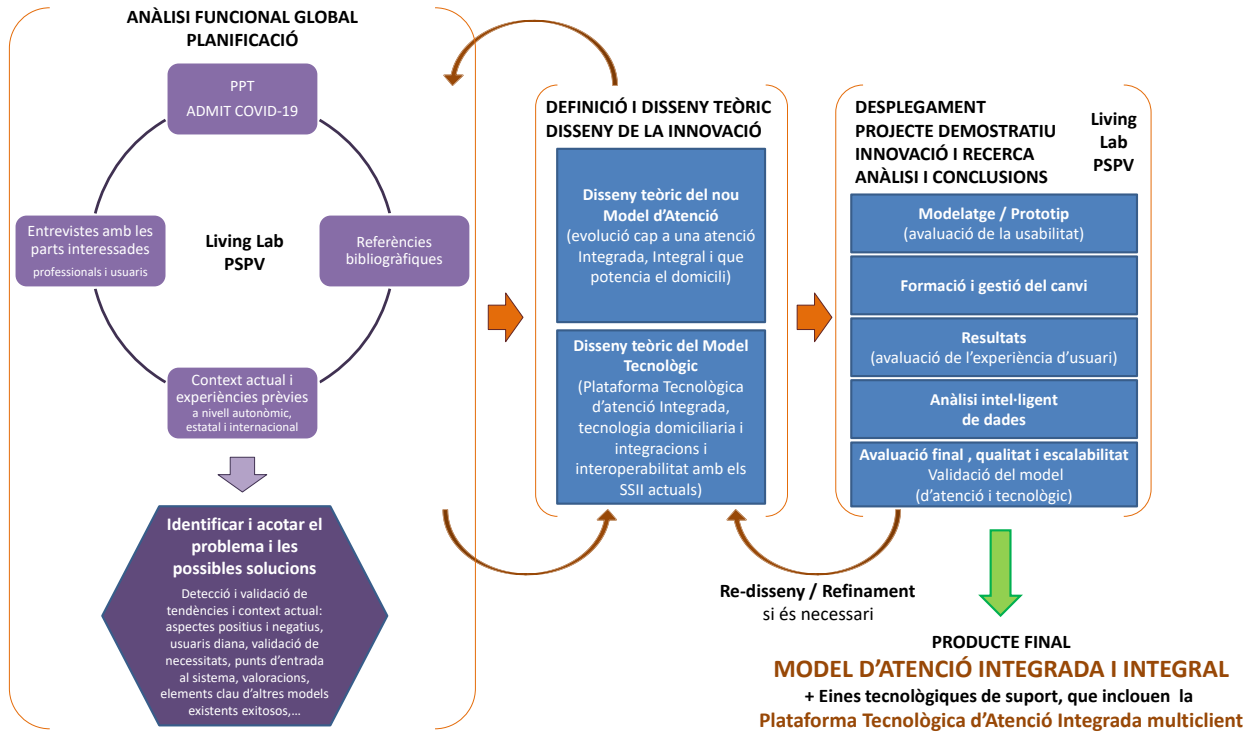 ANÀLISI FUNCIONAL GLOBAL
PLANIFICACIÓ
PPT
ADMIT COVID-19
Entrevistes amb les
parts interessades
professionals i usuaris
Living Lab
PSPV
Referències
bibliogràfiques
Context actual i
experiències prèvies
a nivell autonòmic,
estatal i internacional
Identificar i acotar el
problema i les
possibles solucions
Detecció i validació de
tendències i context actual:
aspectes positius i negatius,
usuaris diana, validació de
necessitats, punts d'entrada
al sistema, valoracions,
elements clau d'altres models
existents exitosos,...
DEFINICIÓ I DISSENY TEÒRIC
DISSENY DE LA INNOVACIÓ
Disseny teòric del nou
Model d'Atenció
(evolució cap a una atenció
Integrada, Integral i que
potencia el domicili)
Disseny teòric del Model
Tecnològic
(Plataforma Tecnològica
d'atenció Integrada,
tecnologia domiciliaria i
integracions i
interoperabilitat amb els
SSII actuals)
DESPLEGAMENT
PROJECTE DEMOSTRATIU
INNOVACIÓ I RECERCA
ANÀLISI I CONCLUSIONS
Living
Lab
PSPV
Modelatge / Prototip
(avaluació de la usabilitat)
Formació i gestió del canvi
Resultats
(avaluació de l'experiència d'usuari)
Anàlisi intel·ligent
de dades
Avaluació final , qualitat i escalabilitat
Validació del model
(d'atenció i tecnològic)
Re-disseny / Refinament
si és necessari
PRODUCTE FINAL
MODEL D'ATENCIÓ INTEGRADA I INTEGRAL
+ Eines tecnològiques de suport, que inclouen la
Plataforma Tecnològica d'Atenció Integrada multiclient